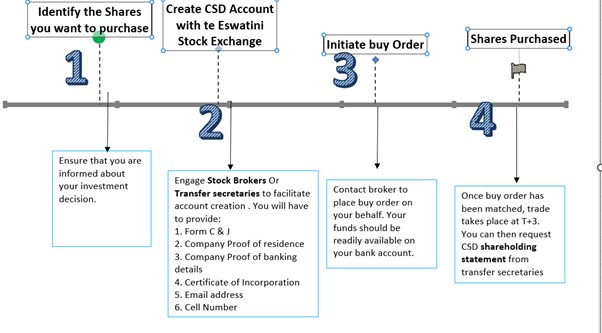 Identify the Shares
you want to purchase
Create CSD Account
with te Eswatini
Stock Exchange
Initiate buy Order
Shares Purchased
1
2
3
4
Ensure that you are
informed about
your investment
decision.
Engage Stock Brokers Or
Transfer secretaries to facilitate
account creation . You will have
to provide:
1. Form C & J
2. Company Proof of residence
3. Company Proof of banking
details
4. Certificate of Incorporation
5. Email address
6. Cell Number
Contact broker to
place buy order on
your behalf. Your
funds should be
readily available on
your bank account.
Once buy order has
been matched, trade
takes place at T+3.
You can then request
CSD shareholding
statement from
transfer secretaries